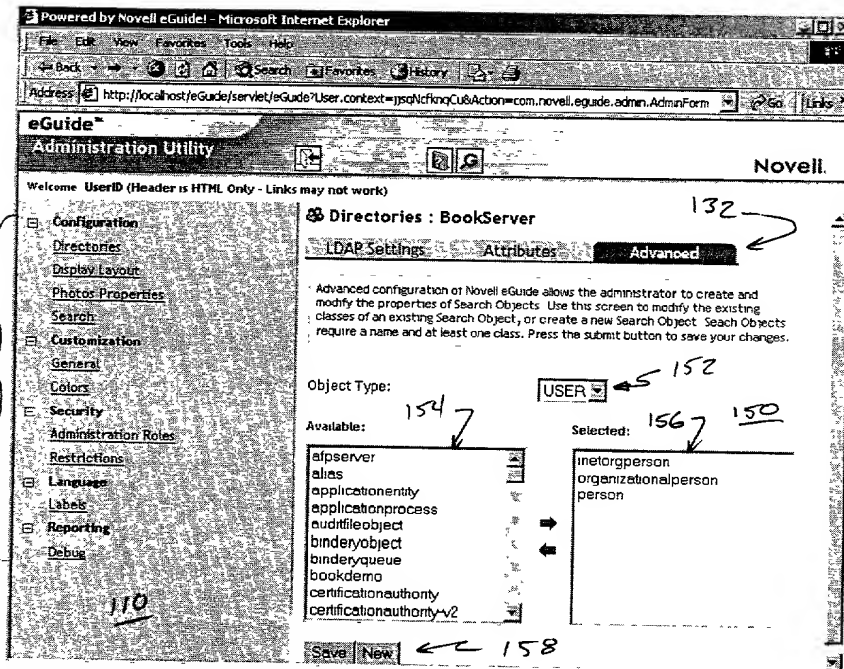 Powered by Novell eGuide! - Microsoft Internet Explorer
File Edit View Favorites Tools Help
Back Search Favorites History
Address http://localhost/eGuide/servlet/eGuide?User.context=jjsqNcfknqCu&Action=com.novell.eguide.admin.AdminForm Go Links
eGuide™
Administration Utility
Novell.
Welcome UserID (Header is HTML Only - Links may not work)
Configuration
Directories
Display Layout
Photos Properties
Search
Customization
General
Colors
Security
Administration Roles
Restrictions
Language
Labels
Reporting
Debug
110
Directories : BookServer
132
LDAP Settings Attributes Advanced
Advanced configuration of Novell eGuide allows the administrator to create and
modify the properties of Search Objects Use this screen to modify the existing
classes of an existing Search Object, or create a new Search Object Seach Objects
require a name and at least one class. Press the submit button to save your changes.
Object Type: USER 152
154
Available:
afpserver
alias
applicationentity
applicationprocess
auditfileobject
binderyobject
binderyqueue
bookdemo
certificationauthority
certificationauthority-v2
Selected: 156 150
inetorgperson
organizationalperson
person
Save New 158